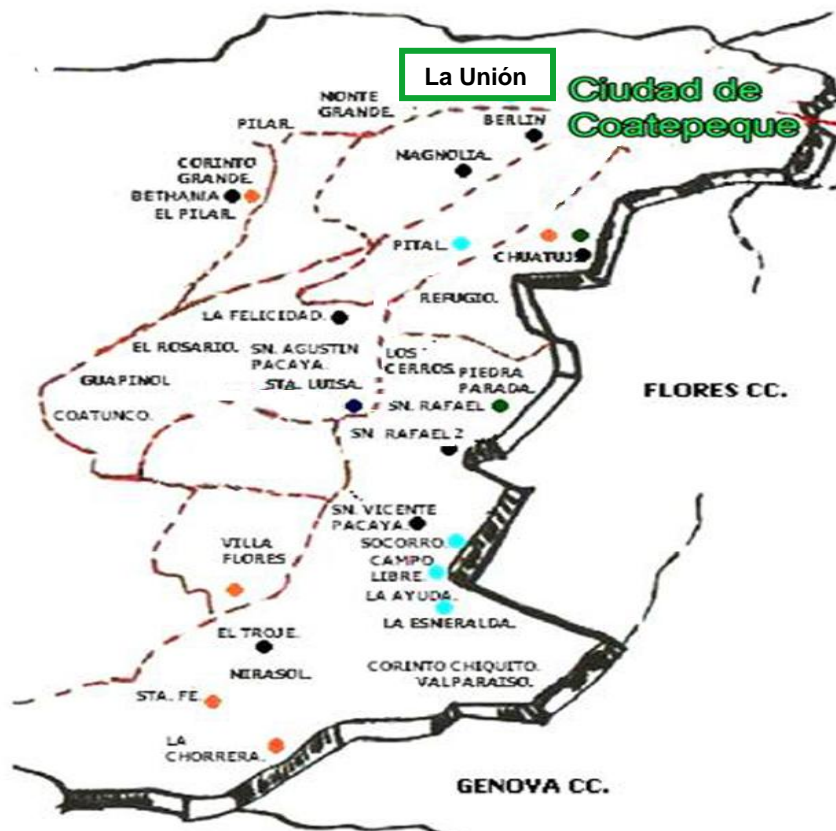 La Unión
Ciudad de
Coatepeque
MONTE
GRANDE.
BERLIN
PILAR.
MAGNOLIA.
CORINTO
GRANDE.
BETHANIA
EL PILAR.
PITAL.
CHUATUJ
REFUGIO.
LA FELICIDAD.
EL ROSARIO.
SN. AGUSTIN
PACAYA.
LOS
CERROS.
PIEDRA
PARADA.
GUAPINOL
STA. LUISA.
FLORES CC.
COATUNCO.
SN. RAFAEL
SN. RAFAEL 2
SN. VICENTE
PACAYA.
SOCORRO.
VILLA
FLORES
CAMPO
LIBRE.
LA AYUDA.
LA ESMERALDA.
EL TROJE.
MIRASOL.
CORINTO CHIQUITO.
VALPARAISO.
STA. FE.
LA
CHORRERA.
GENOVA CC.